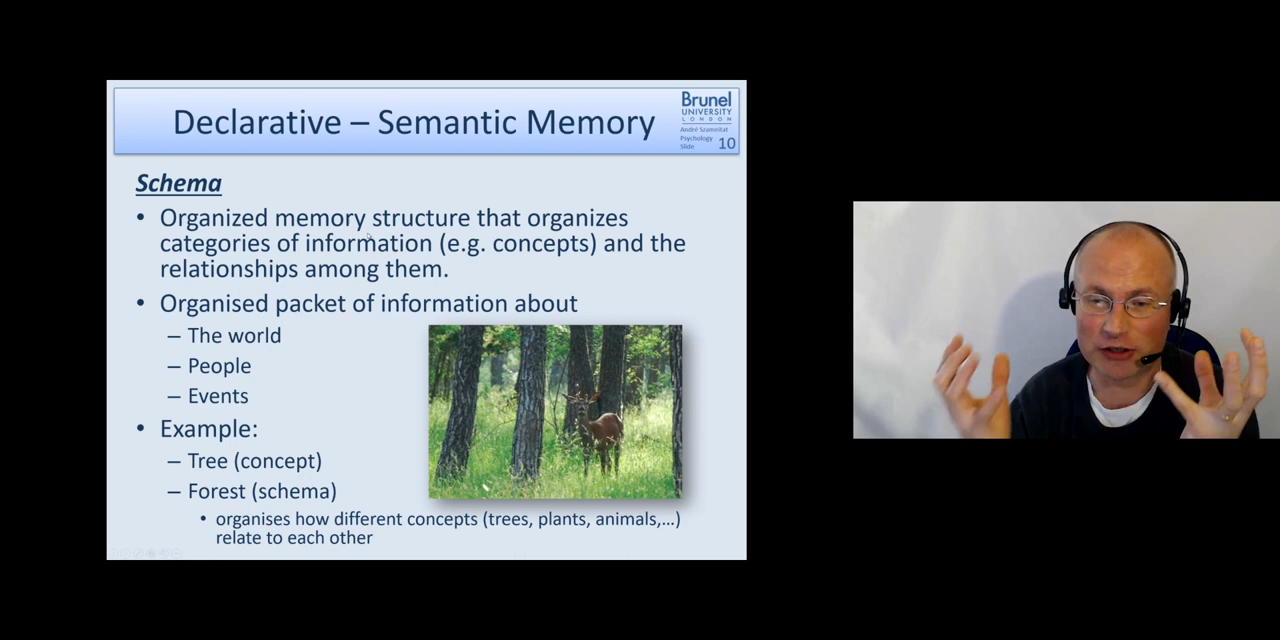 Declarative – Semantic Memory
Brunel
UNIVERSITY
LONDON
André Szameitat
Psychology
Slide 10
Schema
• Organized memory structure that organizes
categories of information (e.g. concepts) and the
relationships among them.
• Organised packet of information about
– The world
– People
– Events
• Example:
– Tree (concept)
– Forest (schema)
• organises how different concepts (trees, plants, animals,...)
relate to each other